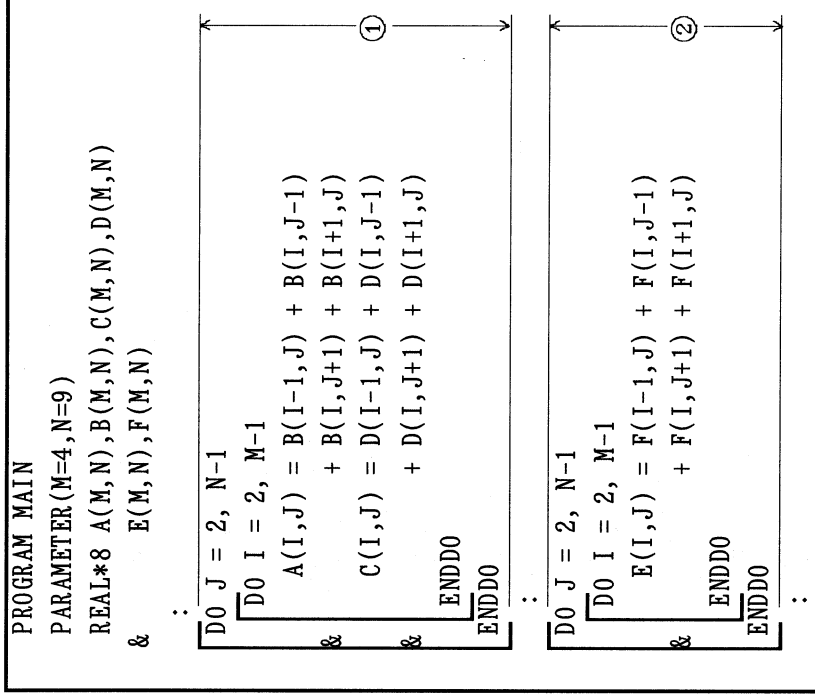 PROGRAM MAIN
PARAMETER(M=4,N=9)
REAL*8 A(M,N),B(M,N),C(M,N),D(M,N)
& E(M,N),F(M,N)
:
DO J = 2, N-1
DO I = 2, M-1
A(I,J) = B(I-1,J) + B(I,J-1)
& + B(I,J+1) + B(I+1,J)
C(I,J) = D(I-1,J) + D(I,J-1)
& + D(I,J+1) + D(I+1,J)
ENDDO
ENDDO
①
:
DO J = 2, N-1
DO I = 2, M-1
E(I,J) = F(I-1,J) + F(I,J-1)
& + F(I,J+1) + F(I+1,J)
ENDDO
ENDDO
②
: